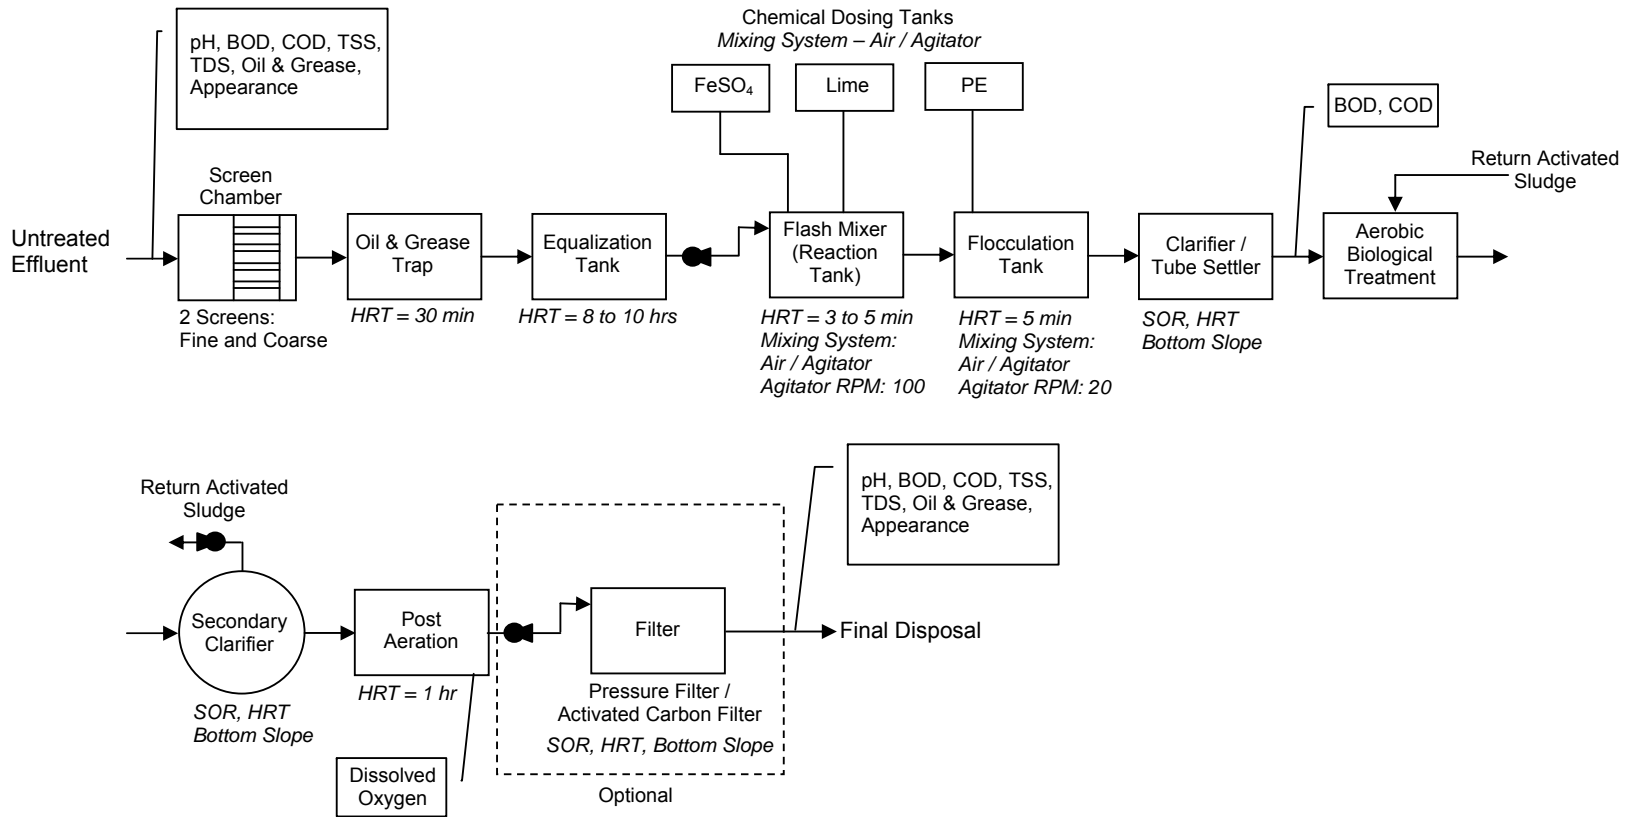 Chemical Dosing Tanks
Mixing System – Air / Agitator
pH, BOD, COD, TSS,
TDS, Oil & Grease,
Appearance
FeSO₄
Lime
PE
BOD, COD
Return Activated
Sludge
Screen
Chamber
Untreated
Effluent
2 Screens:
Fine and Coarse
Oil & Grease
Trap
HRT = 30 min
Equalization
Tank
HRT = 8 to 10 hrs
Flash Mixer
(Reaction
Tank)
HRT = 3 to 5 min
Mixing System:
Air / Agitator
Agitator RPM: 100
Flocculation
Tank
HRT = 5 min
Mixing System:
Air / Agitator
Agitator RPM: 20
Clarifier /
Tube Settler
SOR, HRT
Bottom Slope
Aerobic
Biological
Treatment
Return Activated
Sludge
Secondary
Clarifier
SOR, HRT
Bottom Slope
Post
Aeration
HRT = 1 hr
Dissolved
Oxygen
Filter
Pressure Filter /
Activated Carbon Filter
SOR, HRT, Bottom Slope
Optional
pH, BOD, COD, TSS,
TDS, Oil & Grease,
Appearance
Final Disposal